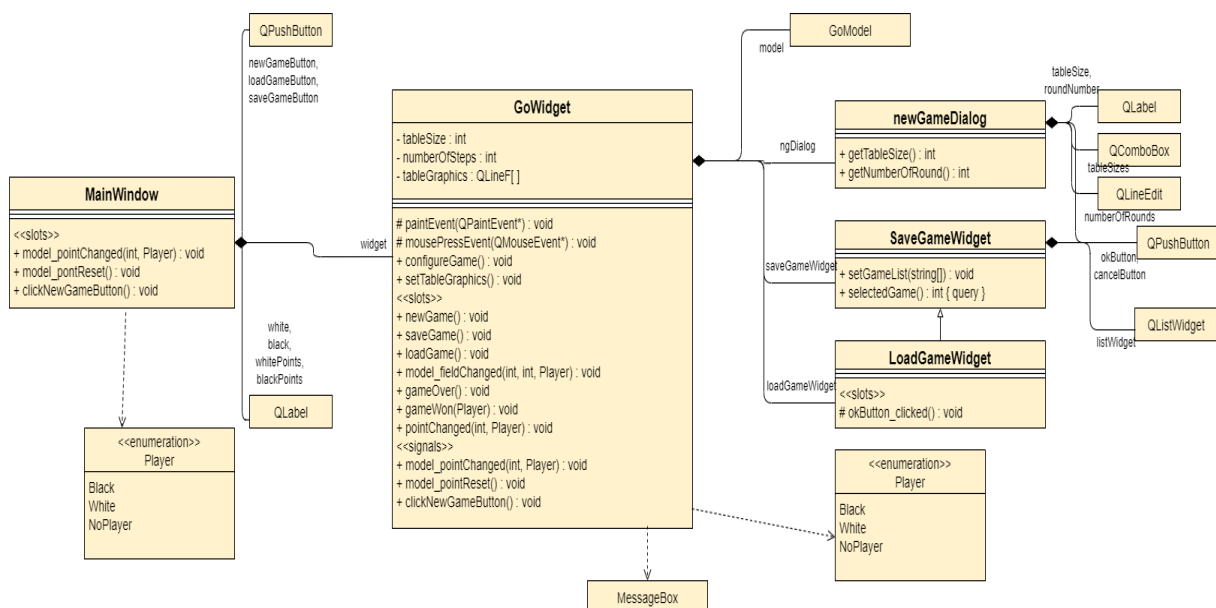 QPushButton
newGameButton,
loadGameButton,
saveGameButton
MainWindow
<<slots>>
+ model_pointChanged(int, Player) : void
+ model_pontReset() : void
+ clickNewGameButton() : void
widget
white,
black,
whitePoints,
blackPoints
QLabel
<<enumeration>>
Player
Black
White
NoPlayer
GoWidget
- tableSize : int
- numberOfSteps : int
- tableGraphics : QLineF[ ]
# paintEvent(QPaintEvent*) : void
# mousePressEvent(QMouseEvent*) : void
+ configureGame() : void
+ setTableGraphics() : void
<<slots>>
+ newGame() : void
+ saveGame() : void
+ loadGame() : void
+ model_fieldChanged(int, int, Player) : void
+ gameOver() : void
+ gameWon(Player) : void
+ pointChanged(int, Player) : void
<<signals>>
+ model_pointChanged(int, Player) : void
+ model_pointReset() : void
+ clickNewGameButton() : void
GoModel
model
ngDialog
newGameDialog
+ getTableSize() : int
+ getNumberOfRound() : int
tableSize,
roundNumber
QLabel
QComboBox
tableSizes
QLineEdit
numberOfRounds
saveGameWidget
SaveGameWidget
+ setGameList(string[]) : void
+ selectedGame() : int { query }
QPushButton
okButton,
cancelButton
QListWidget
listWidget
loadGameWidget
LoadGameWidget
<<slots>>
# okButton_clicked() : void
<<enumeration>>
Player
Black
White
NoPlayer
MessageBox